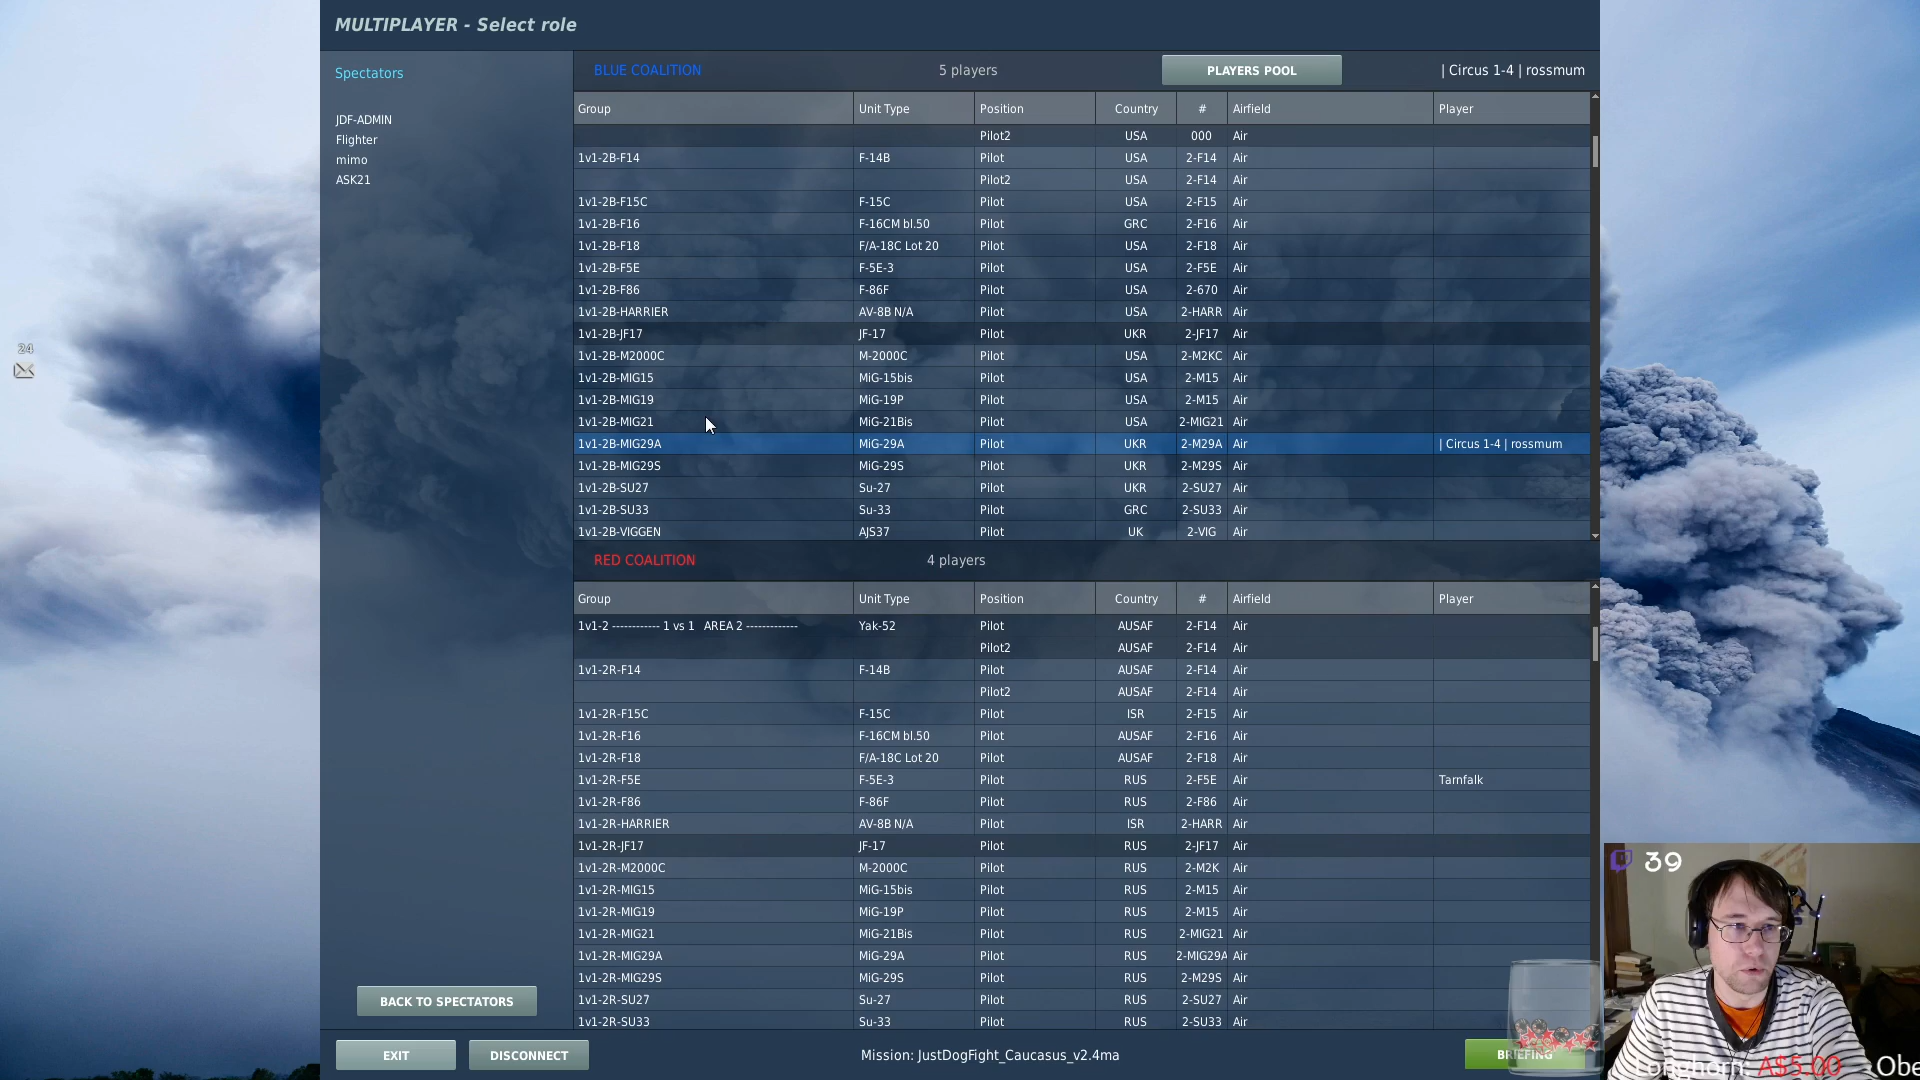 MULTIPLAYER - Select role
Spectators
JDF-ADMIN
Flighter
mimo
ASK21
24
BLUE COALITION 5 players PLAYERS POOL | Circus 1-4 | rossmum
Group Unit Type Position Country # Airfield Player
Pilot2 USA 000 Air
1v1-2B-F14 F-14B Pilot USA 2-F14 Air
Pilot2 USA 2-F14 Air
1v1-2B-F15C F-15C Pilot USA 2-F15 Air
1v1-2B-F16 F-16CM bl.50 Pilot GRC 2-F16 Air
1v1-2B-F18 F/A-18C Lot 20 Pilot USA 2-F18 Air
1v1-2B-F5E F-5E-3 Pilot USA 2-F5E Air
1v1-2B-F86 F-86F Pilot USA 2-670 Air
1v1-2B-HARRIER AV-8B N/A Pilot USA 2-HARR Air
1v1-2B-JF17 JF-17 Pilot UKR 2-JF17 Air
1v1-2B-M2000C M-2000C Pilot USA 2-M2KC Air
1v1-2B-MIG15 MiG-15bis Pilot USA 2-M15 Air
1v1-2B-MIG19 MiG-19P Pilot USA 2-M15 Air
1v1-2B-MIG21 MiG-21Bis Pilot USA 2-MIG21 Air
1v1-2B-MIG29A MiG-29A Pilot UKR 2-M29A Air | Circus 1-4 | rossmum
1v1-2B-MIG29S MiG-29S Pilot UKR 2-M29S Air
1v1-2B-SU27 Su-27 Pilot UKR 2-SU27 Air
1v1-2B-SU33 Su-33 Pilot GRC 2-SU33 Air
1v1-2B-VIGGEN AJS37 Pilot UK 2-VIG Air
RED COALITION 4 players
Group Unit Type Position Country # Airfield Player
1v1-2 ------------ 1 vs 1 AREA 2 ------------- Yak-52 Pilot AUSAF 2-F14 Air
Pilot2 AUSAF 2-F14 Air
1v1-2R-F14 F-14B Pilot AUSAF 2-F14 Air
Pilot2 AUSAF 2-F14 Air
1v1-2R-F15C F-15C Pilot ISR 2-F15 Air
1v1-2R-F16 F-16CM bl.50 Pilot AUSAF 2-F16 Air
1v1-2R-F18 F/A-18C Lot 20 Pilot AUSAF 2-F18 Air
1v1-2R-F5E F-5E-3 Pilot RUS 2-F5E Air Tarnfalk
1v1-2R-F86 F-86F Pilot RUS 2-F86 Air
1v1-2R-HARRIER AV-8B N/A Pilot ISR 2-HARR Air
1v1-2R-JF17 JF-17 Pilot RUS 2-JF17 Air
1v1-2R-M2000C M-2000C Pilot RUS 2-M2K Air
1v1-2R-MIG15 MiG-15bis Pilot RUS 2-M15 Air
1v1-2R-MIG19 MiG-19P Pilot RUS 2-M15 Air
1v1-2R-MIG21 MiG-21Bis Pilot RUS 2-MIG21 Air
1v1-2R-MIG29A MiG-29A Pilot RUS 2-MIG29A Air
1v1-2R-MIG29S MiG-29S Pilot RUS 2-M29S Air
1v1-2R-SU27 Su-27 Pilot RUS 2-SU27 Air
1v1-2R-SU33 Su-33 Pilot RUS 2-SU33 Air
39
BACK TO SPECTATORS
EXIT DISCONNECT Mission: JustDogFight_Caucasus_v2.4ma BRIEFING
Longhorn A$5.00 Obe